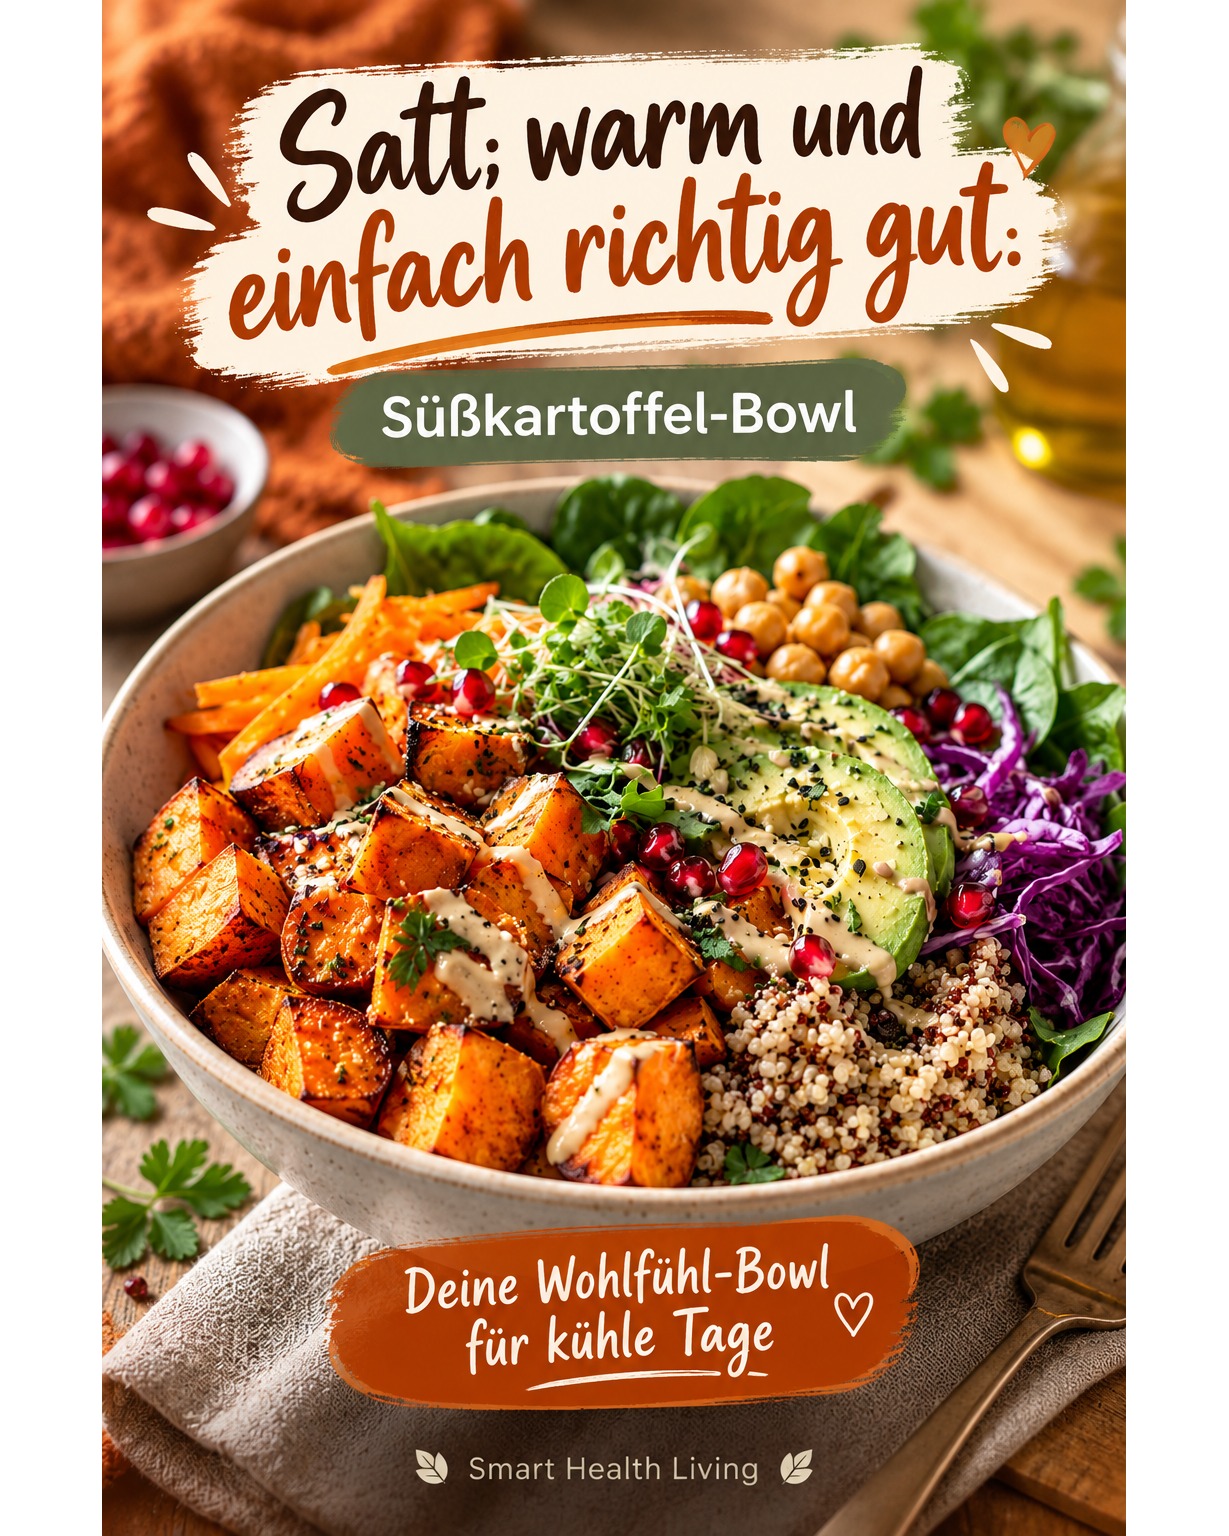 Satt; warm und
einfach richtig gut:
Süßkartoffel-Bowl
Deine Wohlfühl-Bowl
für kühle Tage
Smart Health Living